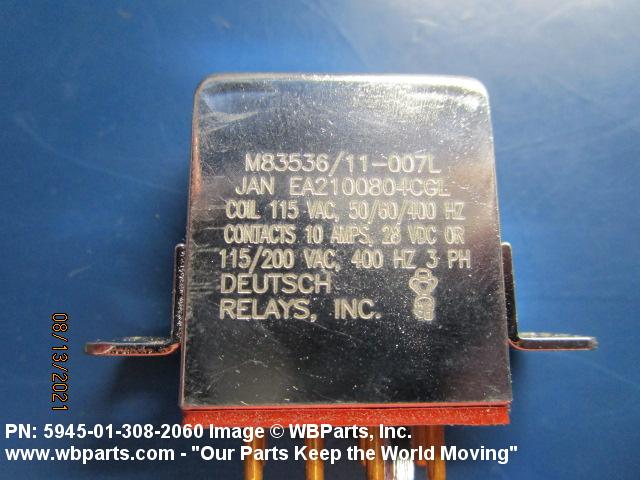 M83536/11-007L
JAN EA2100804CGL
COIL 115 VAC, 50/60/400 HZ
CONTACTS 10 AMPS, 28 VDC OR
115/200 VAC, 400 HZ 3 PH
DEUTSCH
RELAYS, INC.
08/13/2021
PN: 5945-01-308-2060 Image © WBParts, Inc.
www.wbparts.com - "Our Parts Keep the World Moving"